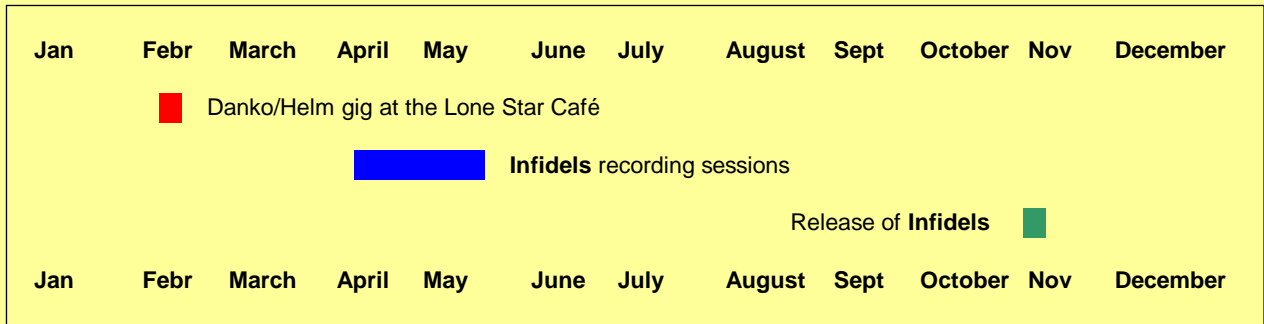 Jan Febr March April May June July August Sept October Nov December
Danko/Helm gig at the Lone Star Café
Infidels recording sessions
Release of Infidels
Jan Febr March April May June July August Sept October Nov December